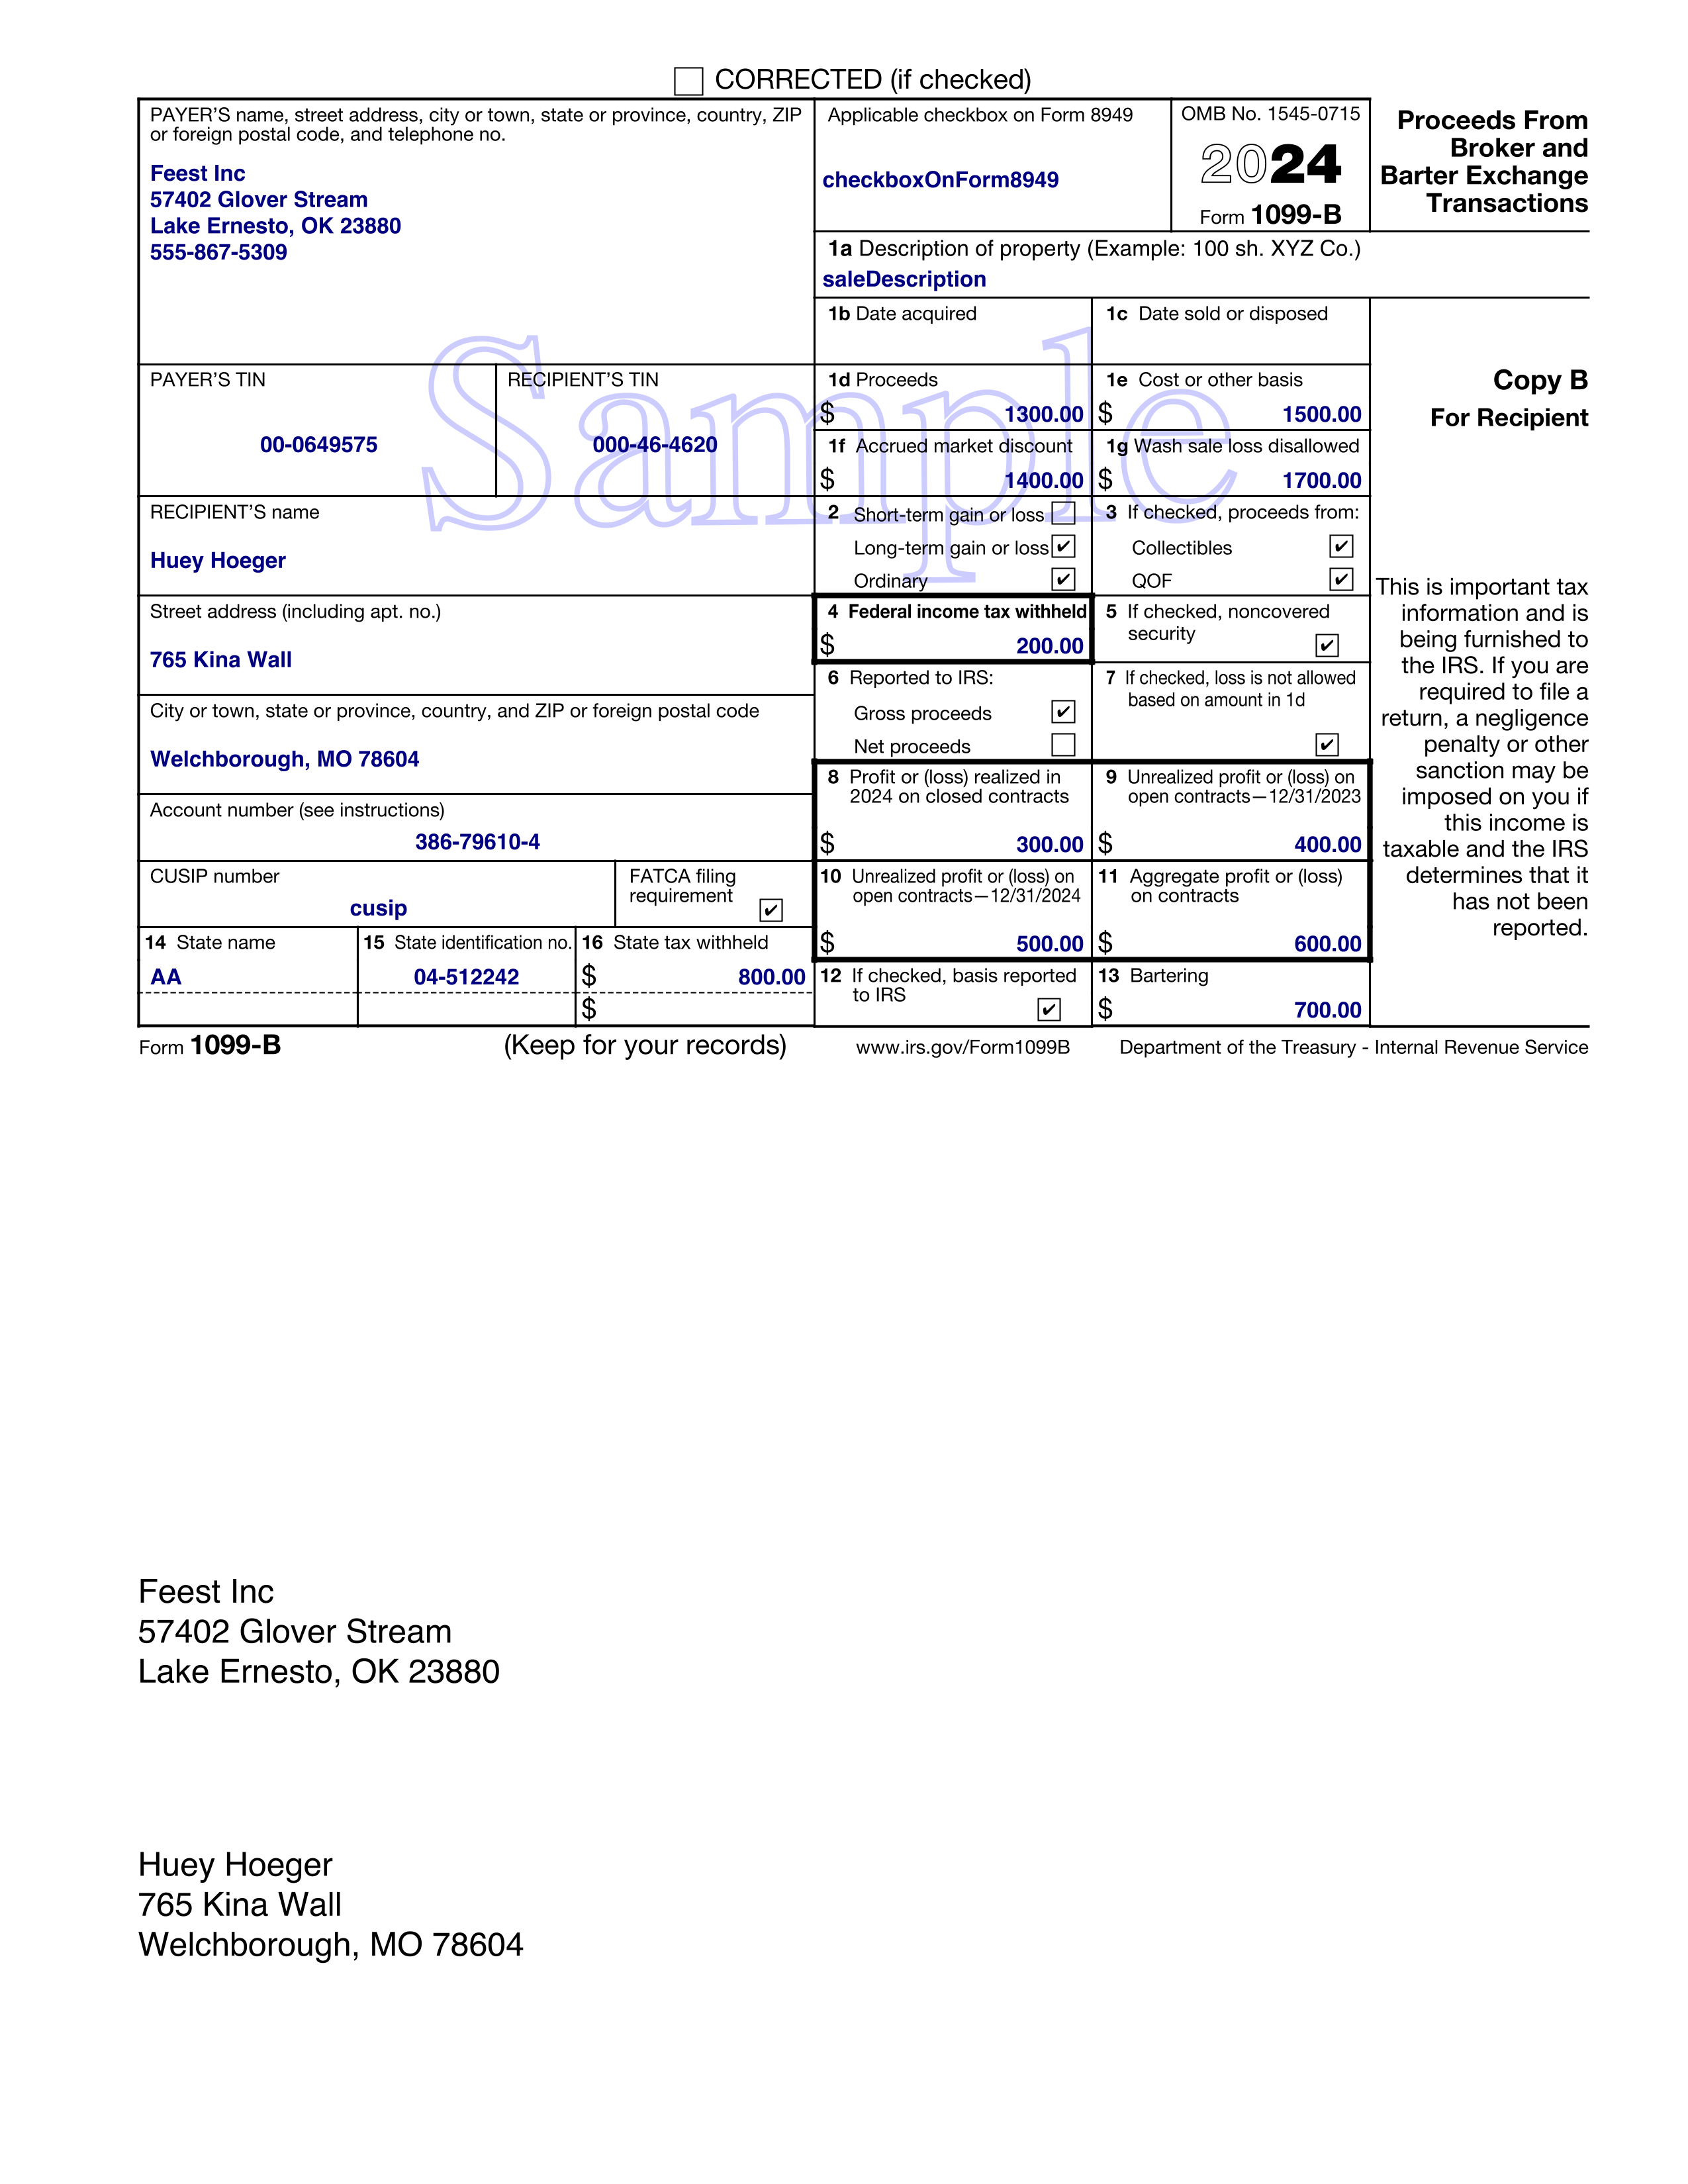 CORRECTED (if checked)
PAYER'S name, street address, city or town, state or province, country, ZIP
or foreign postal code, and telephone no.
Feest Inc
57402 Glover Stream
Lake Ernesto, OK 23880
555-867-5309
Applicable checkbox on Form 8949
checkboxOnForm8949
OMB No. 1545-0715
2024
Form 1099-B
Proceeds From
Broker and
Barter Exchange
Transactions
1a Description of property (Example: 100 sh. XYZ Co.)
saleDescription
1b Date acquired
1c Date sold or disposed
Sample
PAYER'S TIN
00-0649575
RECIPIENT'S TIN
000-46-4620
1d Proceeds
$ 1300.00
1e Cost or other basis
$ 1500.00
Copy B
For Recipient
1f Accrued market discount
$ 1400.00
1g Wash sale loss disallowed
$ 1700.00
RECIPIENT'S name
Huey Hoeger
2 Short-term gain or loss
Long-term gain or loss ✔
Ordinary ✔
3 If checked, proceeds from:
Collectibles ✔
QOF ✔
Street address (including apt. no.)
765 Kina Wall
4 Federal income tax withheld
$ 200.00
5 If checked, noncovered
security ✔
City or town, state or province, country, and ZIP or foreign postal code
Welchborough, MO 78604
6 Reported to IRS:
Gross proceeds ✔
Net proceeds
7 If checked, loss is not allowed
based on amount in 1d
✔
Account number (see instructions)
386-79610-4
8 Profit or (loss) realized in
2024 on closed contracts
$ 300.00
9 Unrealized profit or (loss) on
open contracts—12/31/2023
$ 400.00
CUSIP number
cusip
FATCA filing
requirement ✔
10 Unrealized profit or (loss) on
open contracts—12/31/2024
$ 500.00
11 Aggregate profit or (loss)
on contracts
$ 600.00
14 State name
AA
15 State identification no.
04-512242
16 State tax withheld
$ 800.00
$
12 If checked, basis reported
to IRS ✔
13 Bartering
$ 700.00
This is important tax
information and is
being furnished to
the IRS. If you are
required to file a
return, a negligence
penalty or other
sanction may be
imposed on you if
this income is
taxable and the IRS
determines that it
has not been
reported.
Form 1099-B
(Keep for your records)
www.irs.gov/Form1099B
Department of the Treasury - Internal Revenue Service
Feest Inc
57402 Glover Stream
Lake Ernesto, OK 23880
Huey Hoeger
765 Kina Wall
Welchborough, MO 78604